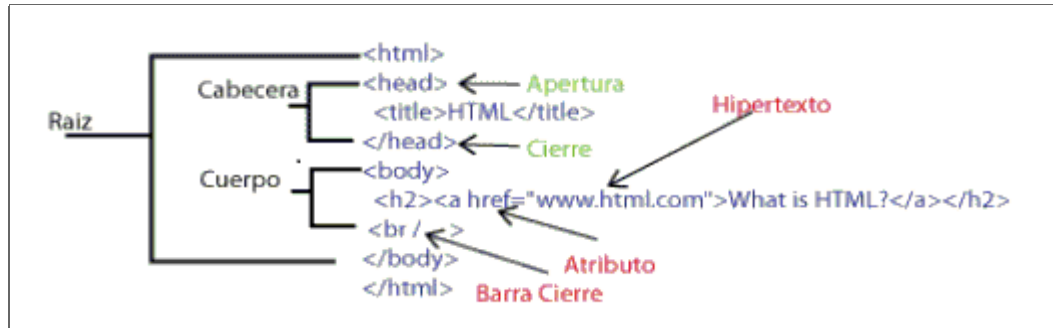 <html>
Cabecera <head> Apertura
<title>HTML</title> Hipertexto
Raiz
</head> Cierre
<body>
Cuerpo
<h2><a href="www.html.com">What is HTML?</a></h2>
<br / >
</body> Atributo
</html> Barra Cierre